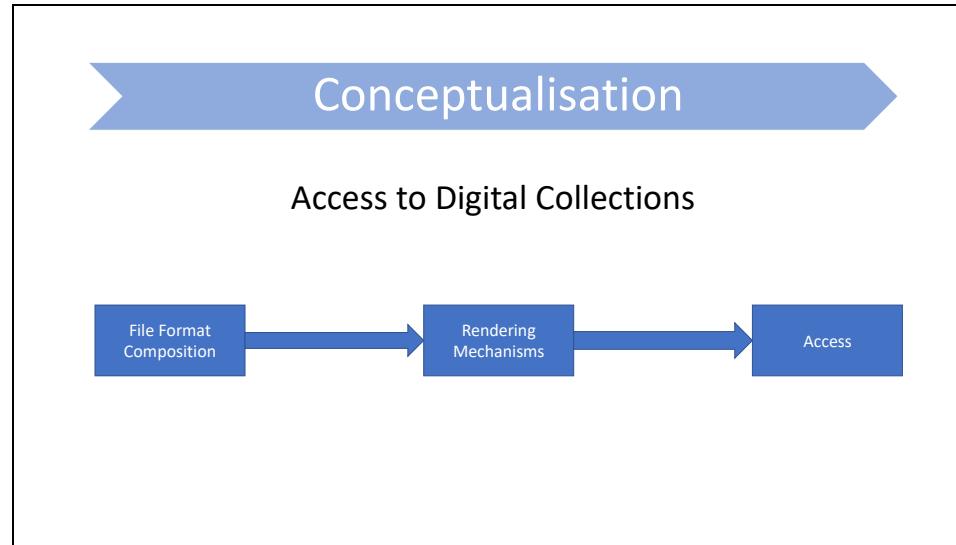 Conceptualisation
Access to Digital Collections
File Format
Composition
Rendering
Mechanisms
Access